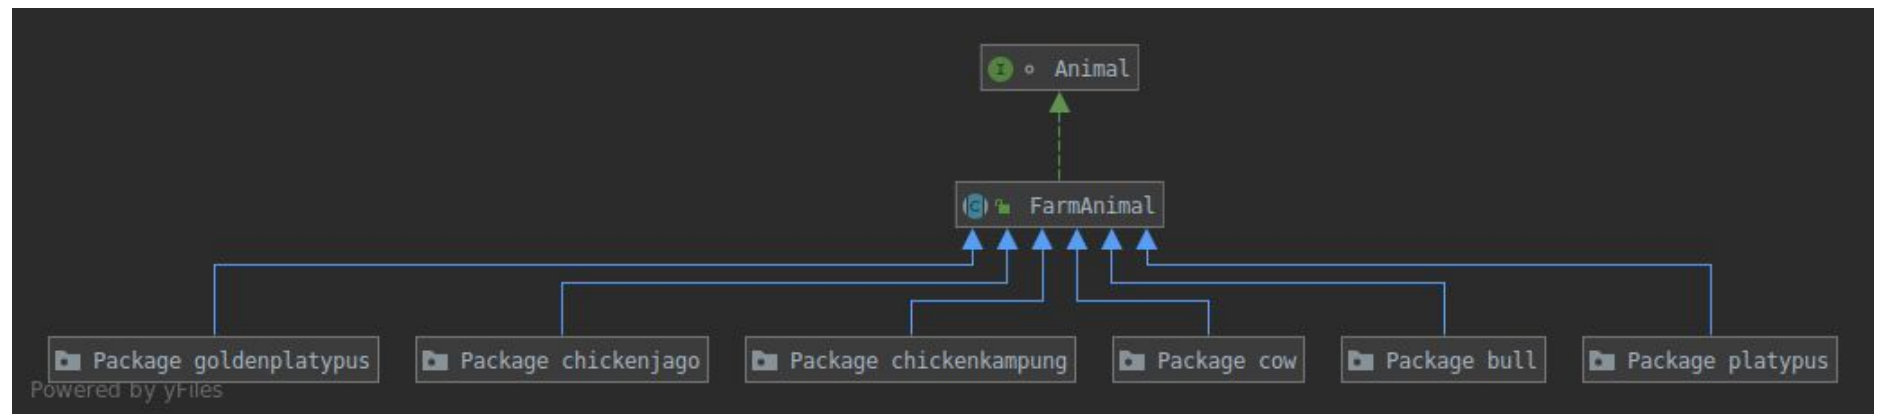 Animal
FarmAnimal
Package goldenplatypus
Package chickenjago
Package chickenkampung
Package cow
Package bull
Package platypus
Powered by yFiles